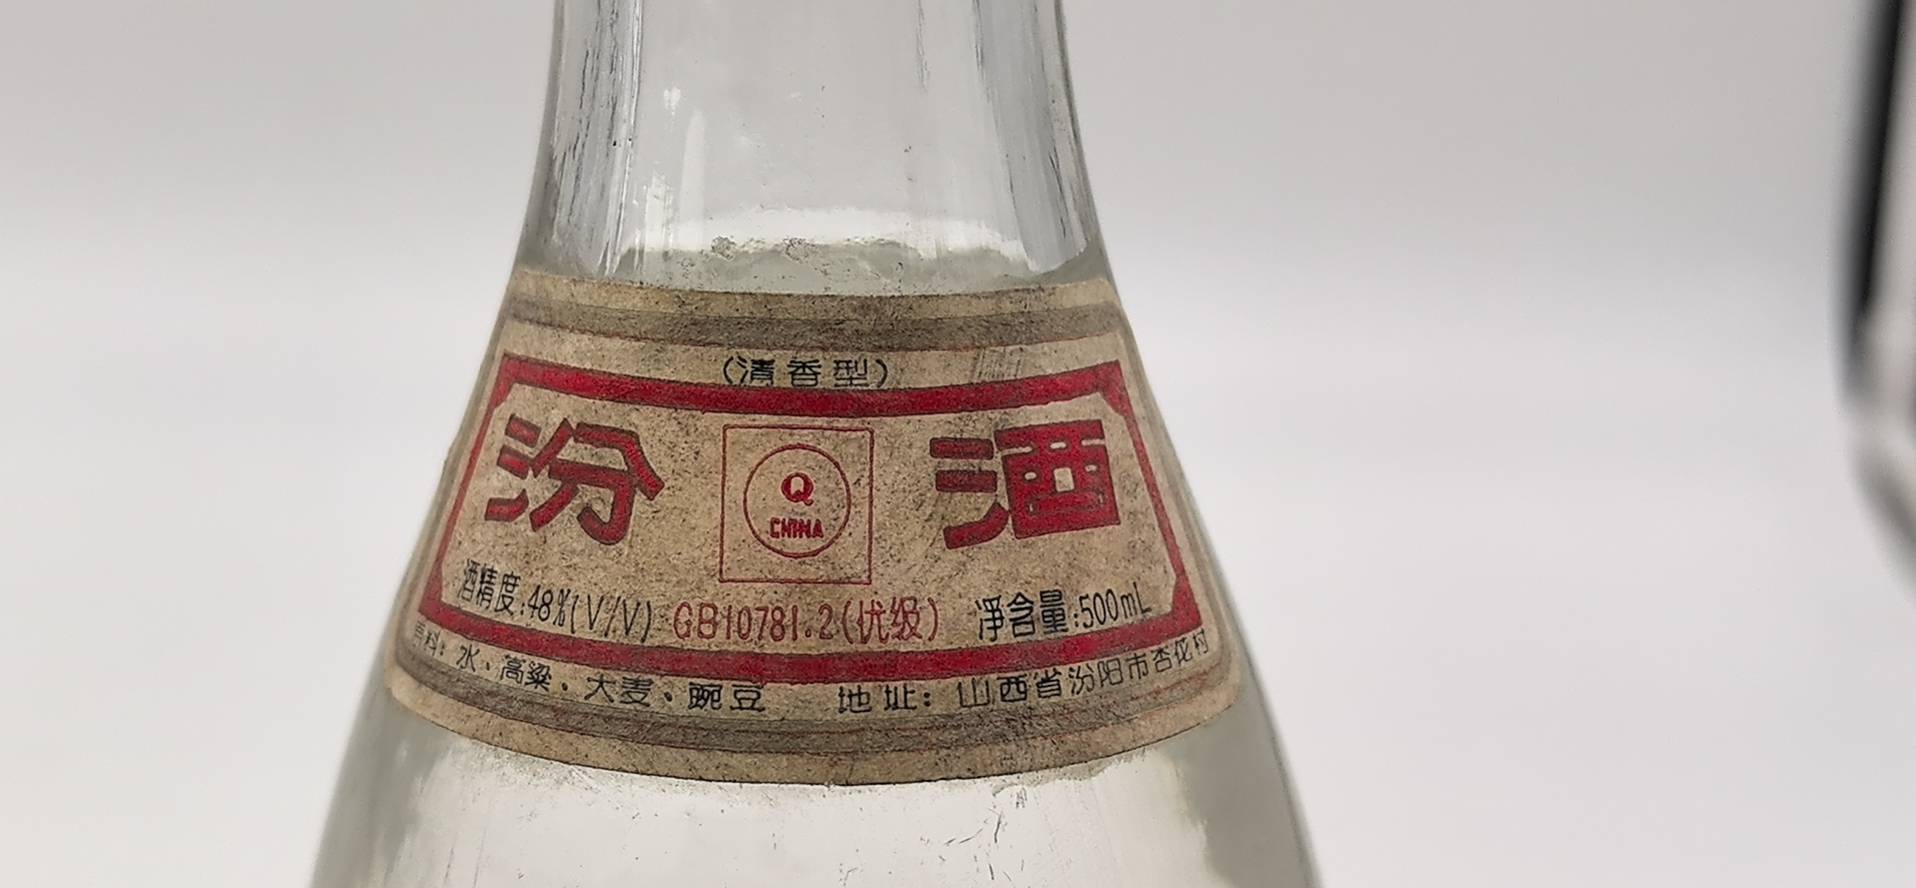 (清香型)
汾酒
Q
CHINA
酒精度:48%(V/V) GB10781.2(优级) 净含量:500mL
原料:水、高粱、大麦、豌豆 地址:山西省汾阳市杏花村